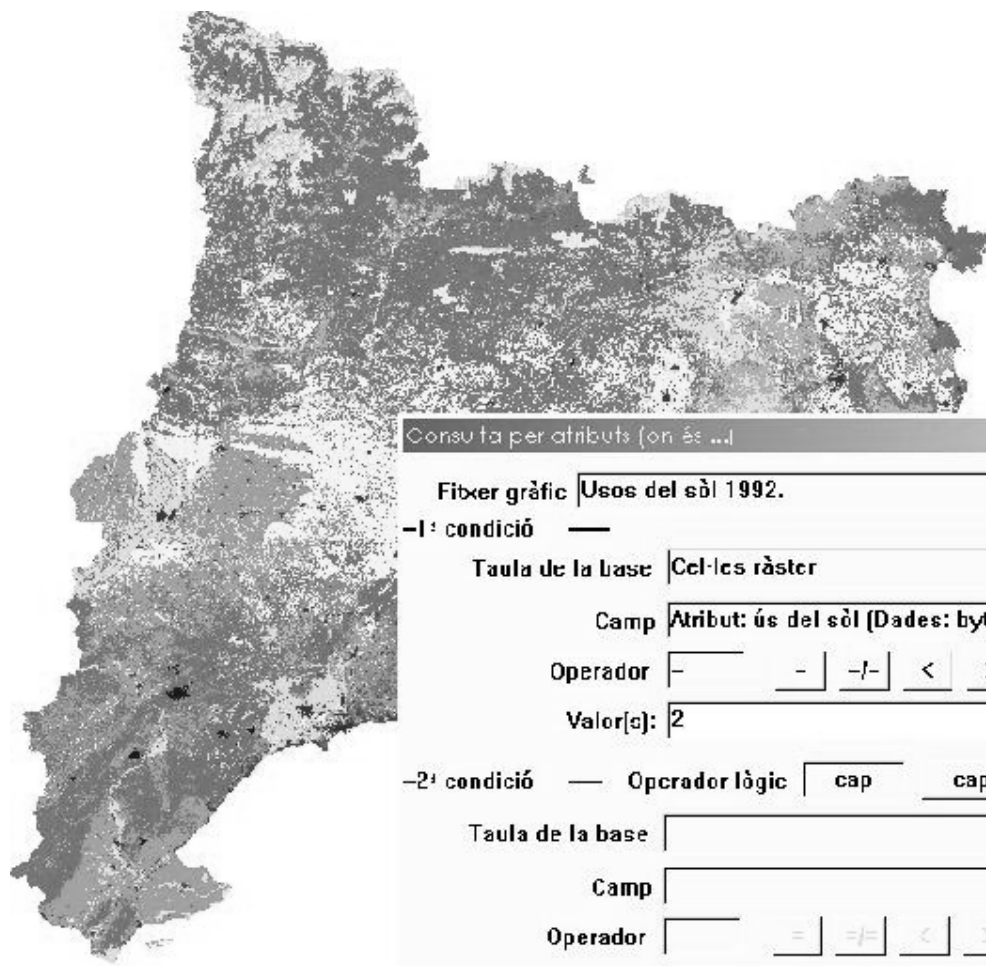 Consulta per atributs (on és ...)
Fitxer gràfic Usos del sòl 1992.
1ª condició
Taula de la base Cel·les ràster
Camp Atribut: ús del sòl (Dades: byt
Operador = = =/= <
Valor(s): 2
2ª condició Operador lògic cap cap
Taula de la base
Camp
Operador = =/= <